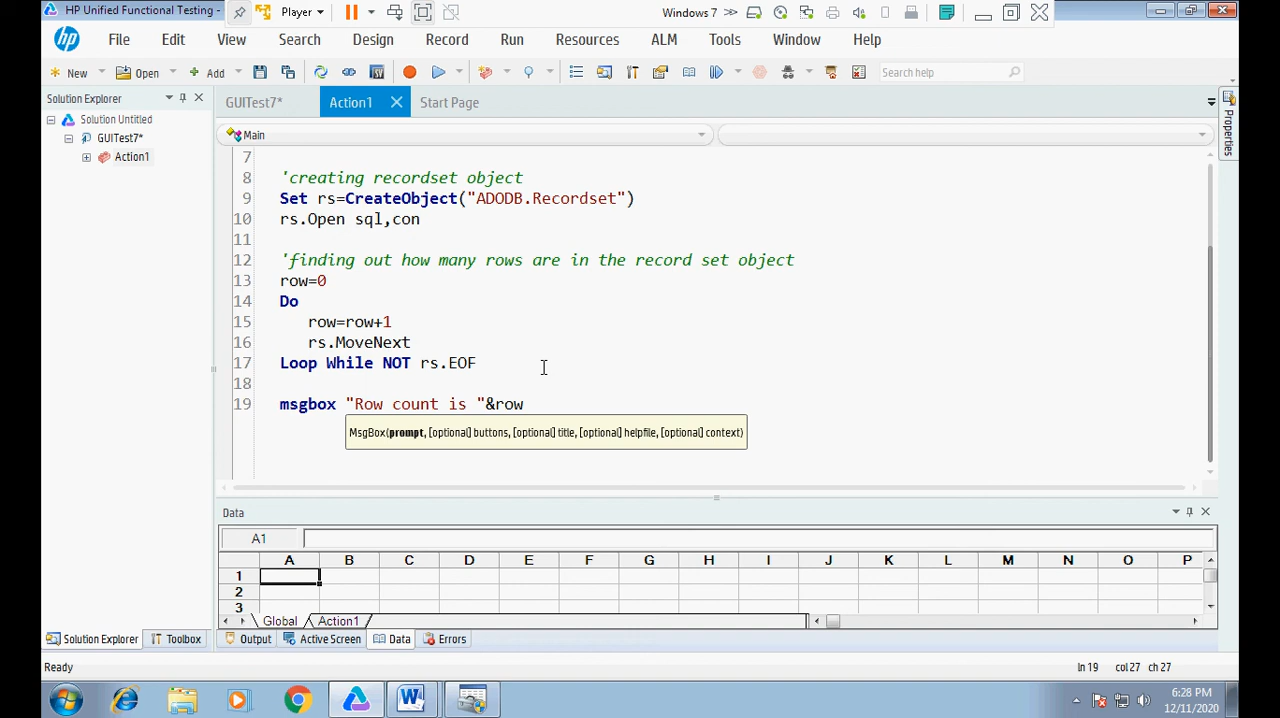 HP Unified Functional Testing -
Player
Windows 7
File Edit View Search Design Record Run Resources ALM Tools Window Help
New Open Add Search help
Solution Explorer
GUITest7* Action1 Start Page
Properties
Solution Untitled
GUITest7*
Action1
Main
7
8 'creating recordset object
9 Set rs=CreateObject("ADODB.Recordset")
10 rs.Open sql,con
11
12 'finding out how many rows are in the record set object
13 row=0
14 Do
15 row=row+1
16 rs.MoveNext
17 Loop While NOT rs.EOF
18
19 msgbox "Row count is "&row
MsgBox(prompt, [optional] buttons, [optional] title, [optional] helpfile, [optional] context)
Data
A1
A B C D E F G H I J K L M N O P
1
2
3
Global Action1
Solution Explorer Toolbox Output Active Screen Data Errors
Ready ln 19 col 27 ch 27
6:28 PM
12/11/2020